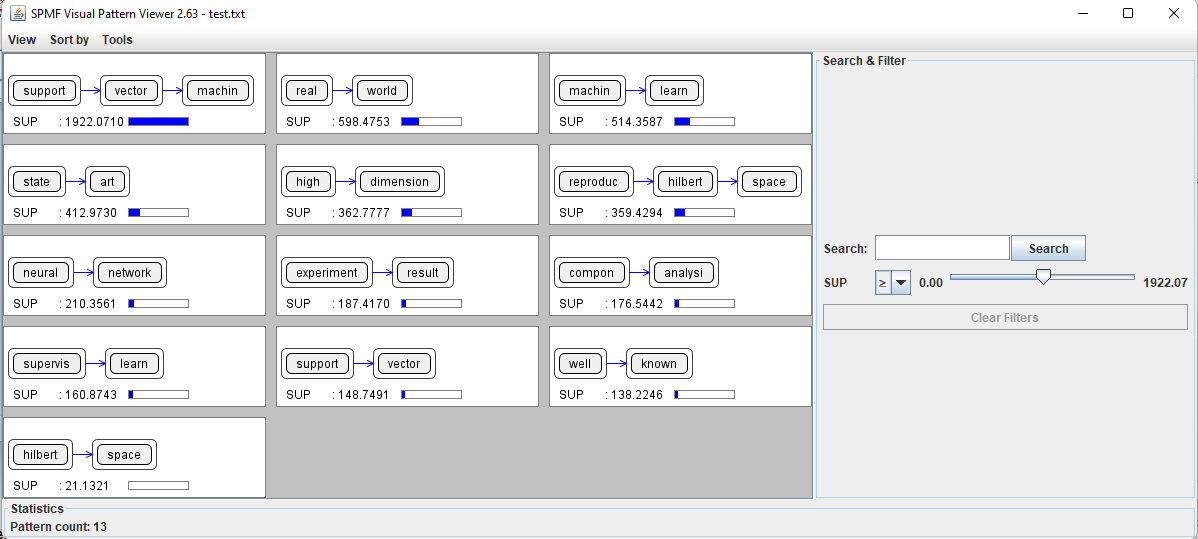 SPMF Visual Pattern Viewer 2.63 - test.txt
View Sort by Tools
support vector machin
SUP : 1922.0710
real world
SUP : 598.4753
machin learn
SUP : 514.3587
state art
SUP : 412.9730
high dimension
SUP : 362.7777
reproduc hilbert space
SUP : 359.4294
neural network
SUP : 210.3561
experiment result
SUP : 187.4170
compon analysi
SUP : 176.5442
supervis learn
SUP : 160.8743
support vector
SUP : 148.7491
well known
SUP : 138.2246
hilbert space
SUP : 21.1321
Search & Filter
Search: Search
SUP ≥ 0.00 1922.07
Clear Filters
Statistics
Pattern count: 13